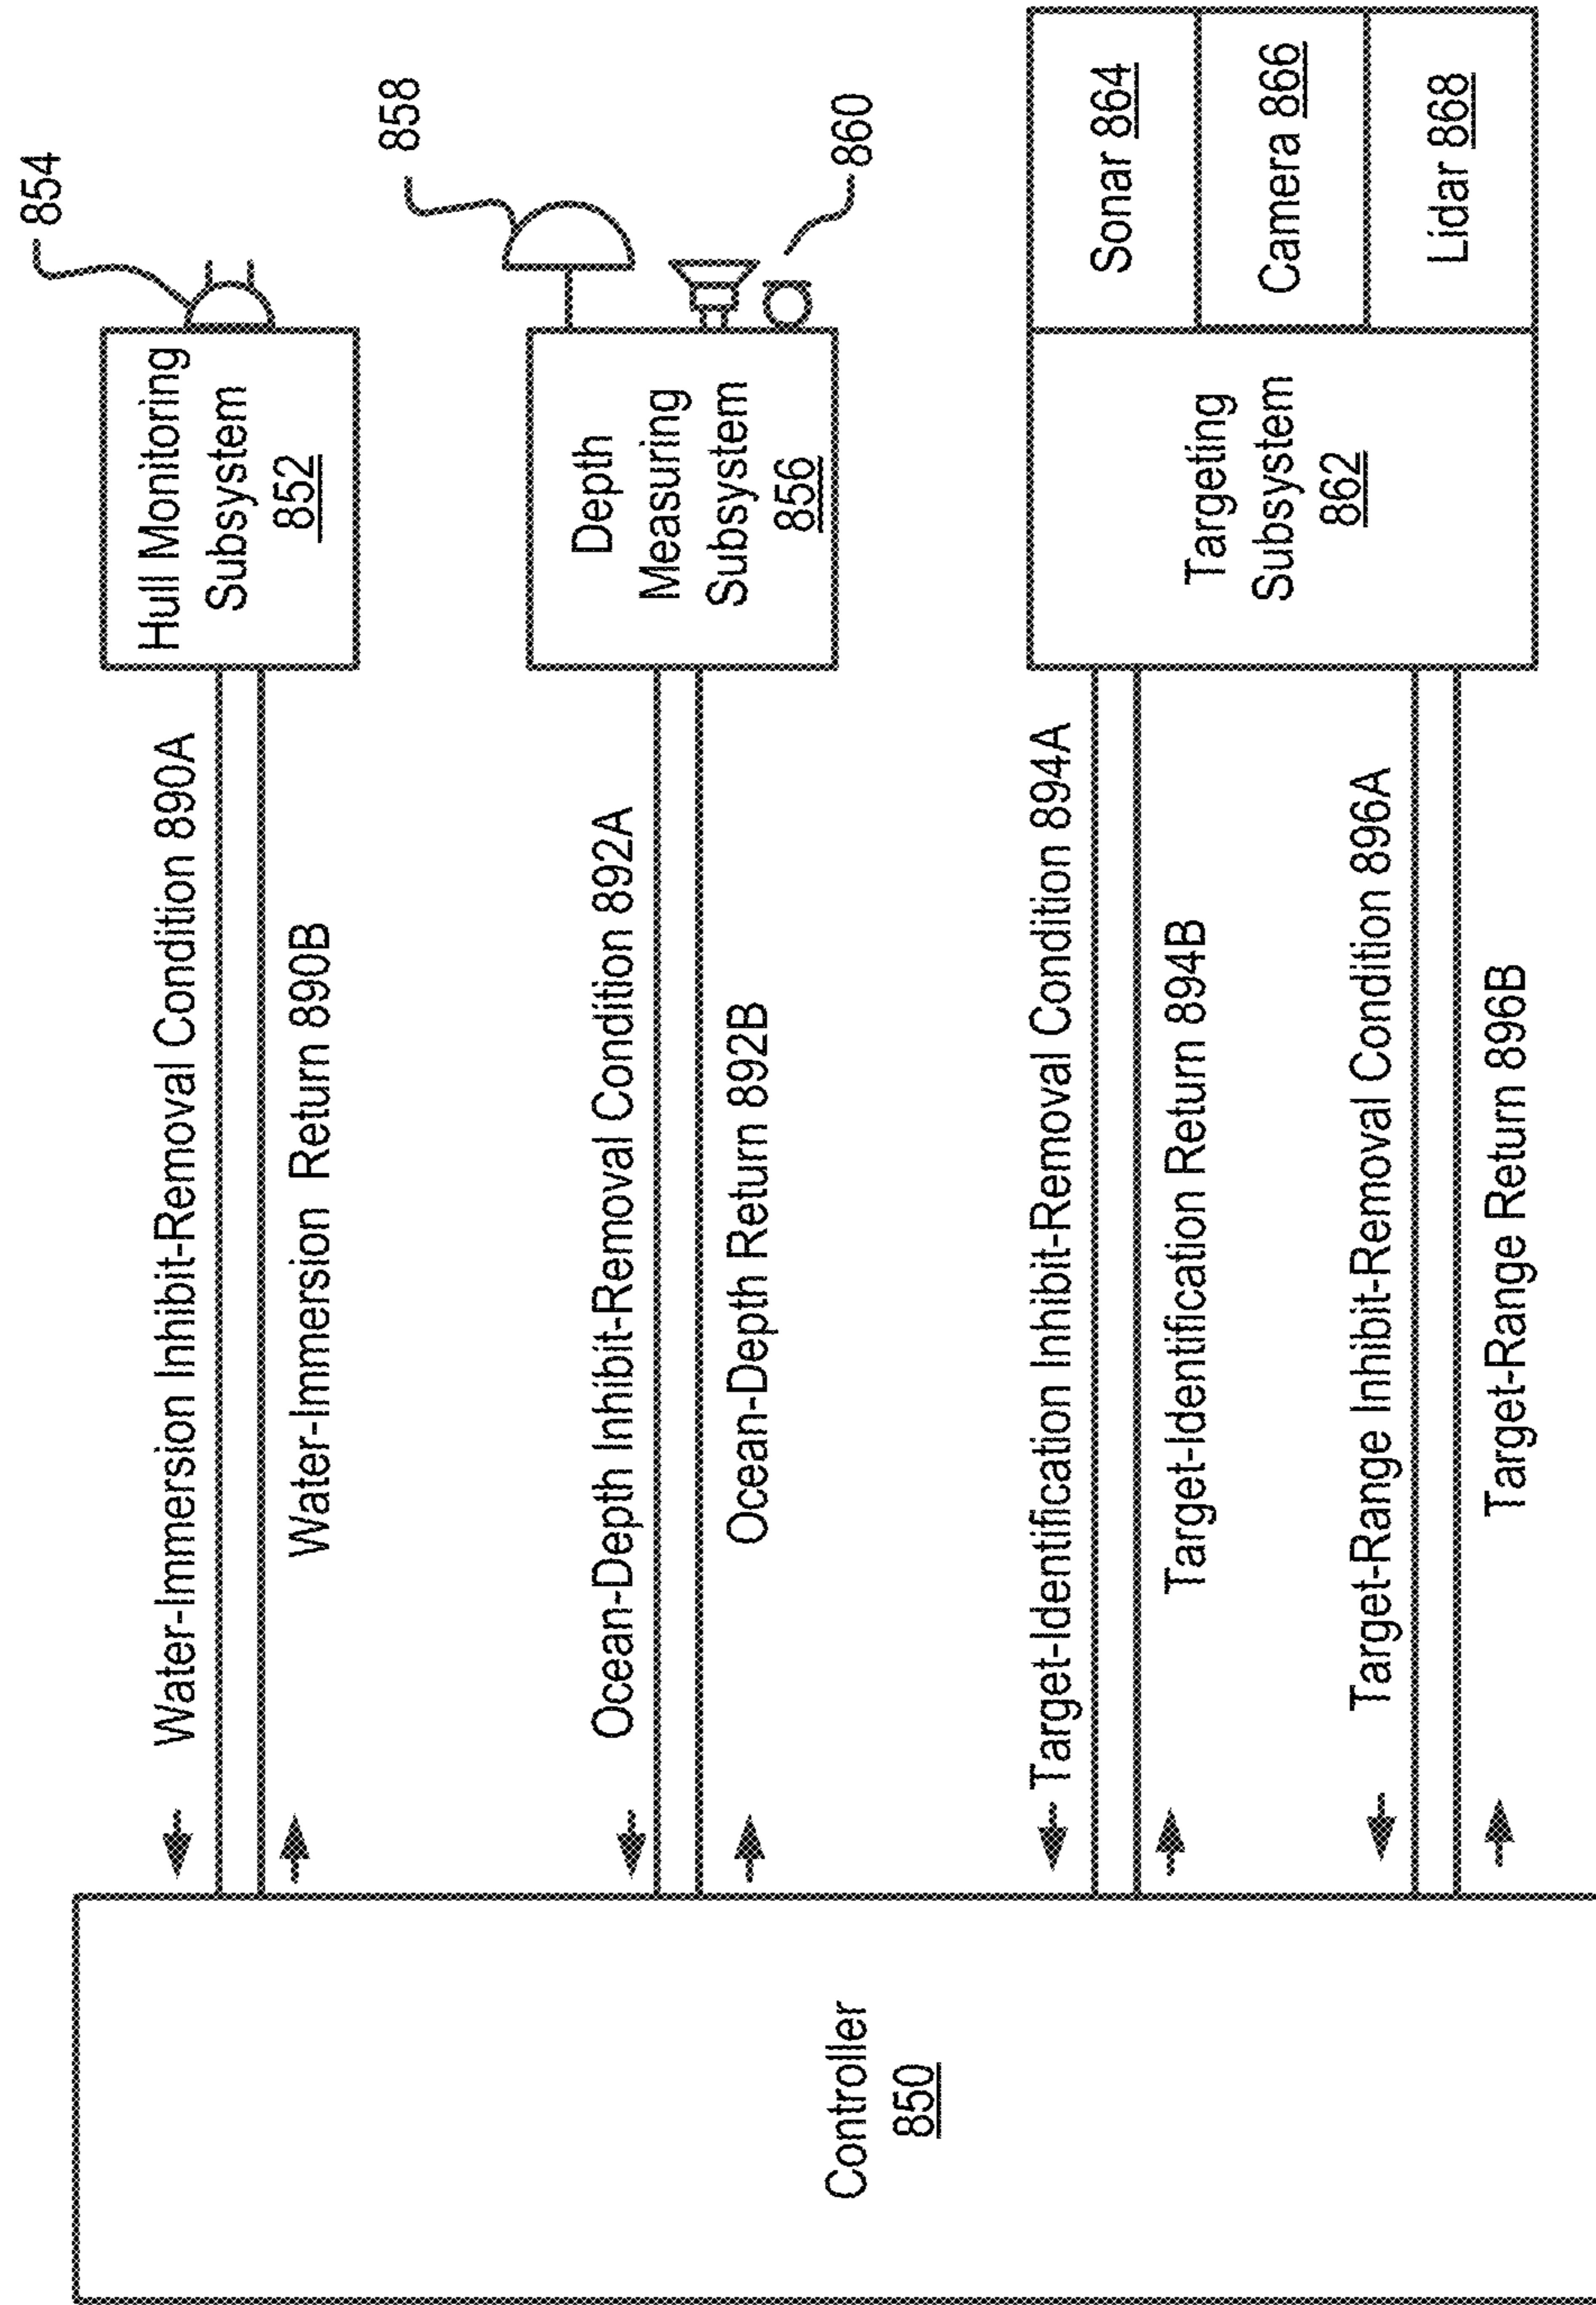 854
Hull Monitoring
Subsystem
852
Water-Immersion Inhibit-Removal Condition 890A
Water-Immersion Return 890B
858
Depth
Measuring
Subsystem
856
860
Ocean-Depth Inhibit-Removal Condition 892A
Ocean-Depth Return 892B
Controller
850
Target-Identification Inhibit-Removal Condition 894A
Target-Identification Return 894B
Target-Range Inhibit-Removal Condition 896A
Target-Range Return 896B
Targeting
Subsystem
862
Sonar 864
Camera 866
Lidar 868